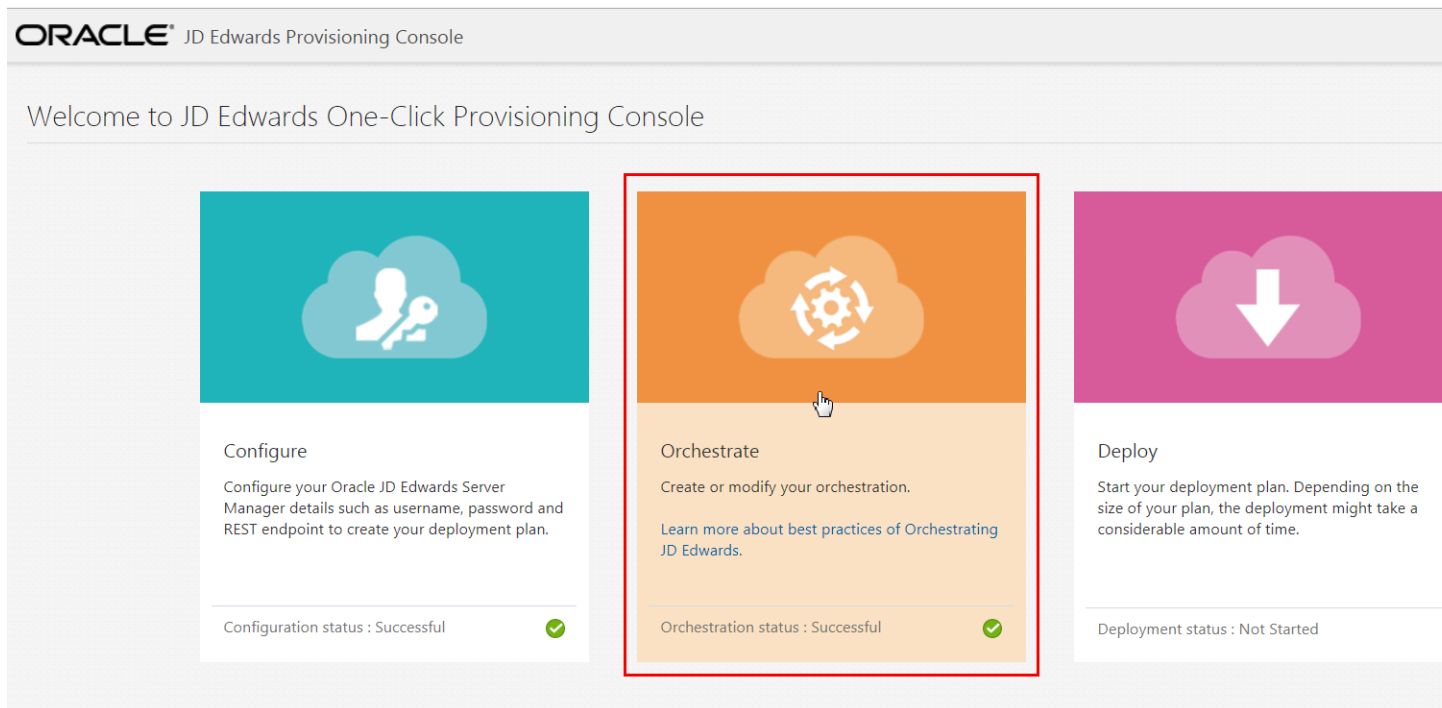 ORACLE® JD Edwards Provisioning Console
Welcome to JD Edwards One-Click Provisioning Console
Configure
Configure your Oracle JD Edwards Server
Manager details such as username, password and
REST endpoint to create your deployment plan.
Configuration status : Successful
Orchestrate
Create or modify your orchestration.
Learn more about best practices of Orchestrating
JD Edwards.
Orchestration status : Successful
Deploy
Start your deployment plan. Depending on the
size of your plan, the deployment might take a
considerable amount of time.
Deployment status : Not Started